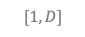 [1, D]